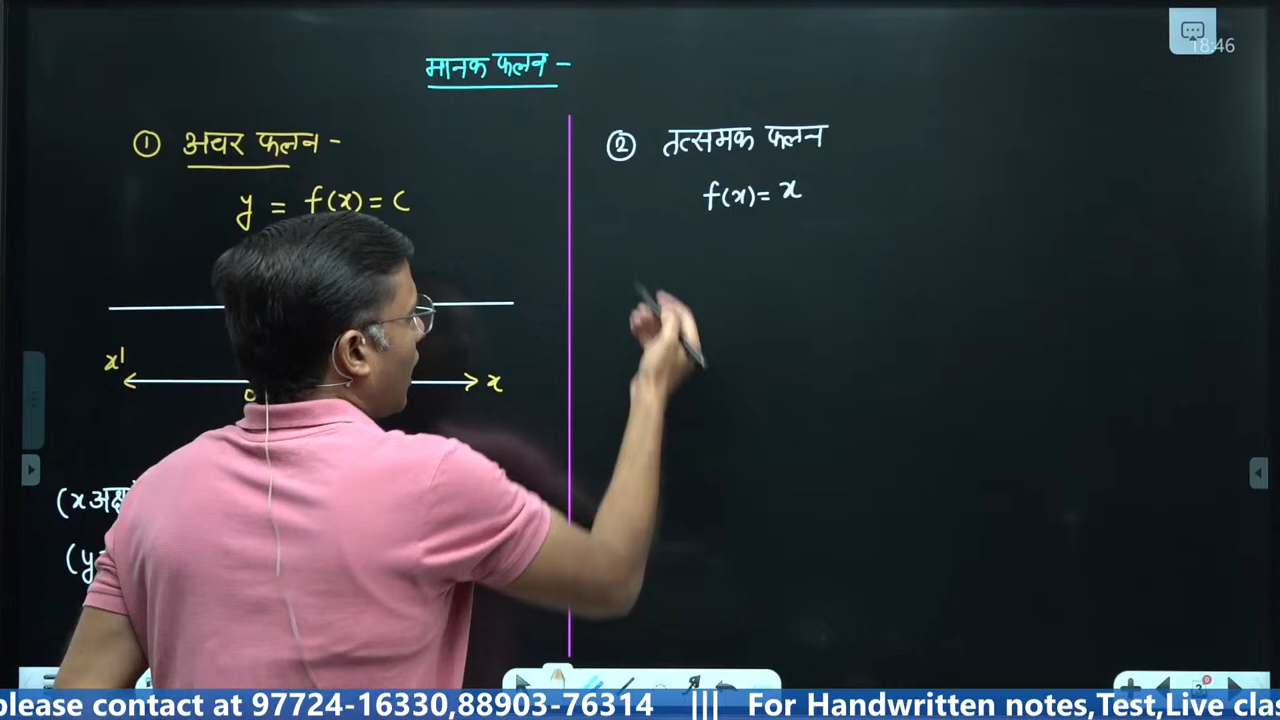 18:46
मानक फलन -
① अचर फलन -
y = f(x) = c
x'
x
o
(x अक्ष
(y
② तत्समक फलन
f(x) = x
please contact at 97724-16330,88903-76314 ||| For Handwritten notes,Test,Live clas